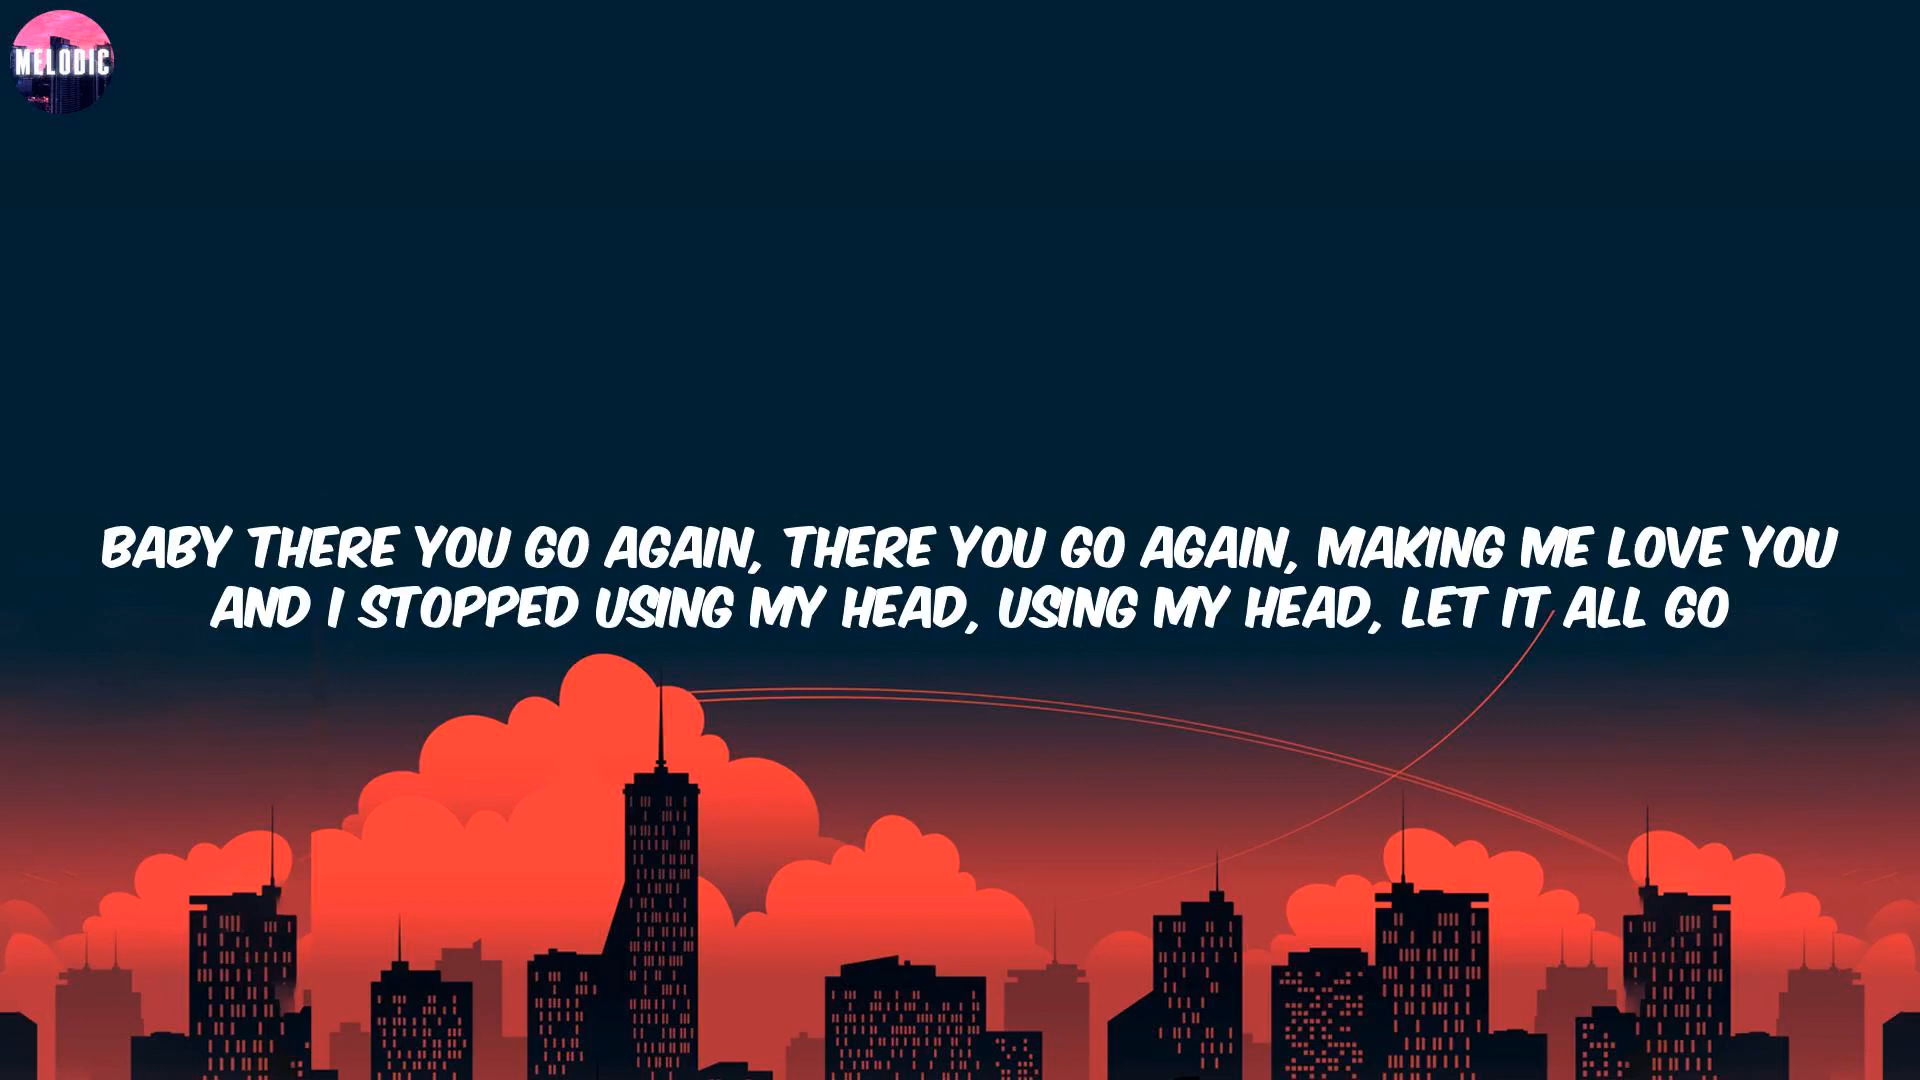 MELODIC
BABY THERE YOU GO AGAIN, THERE YOU GO AGAIN, MAKING ME LOVE YOU
AND I STOPPED USING MY HEAD, USING MY HEAD, LET IT ALL GO